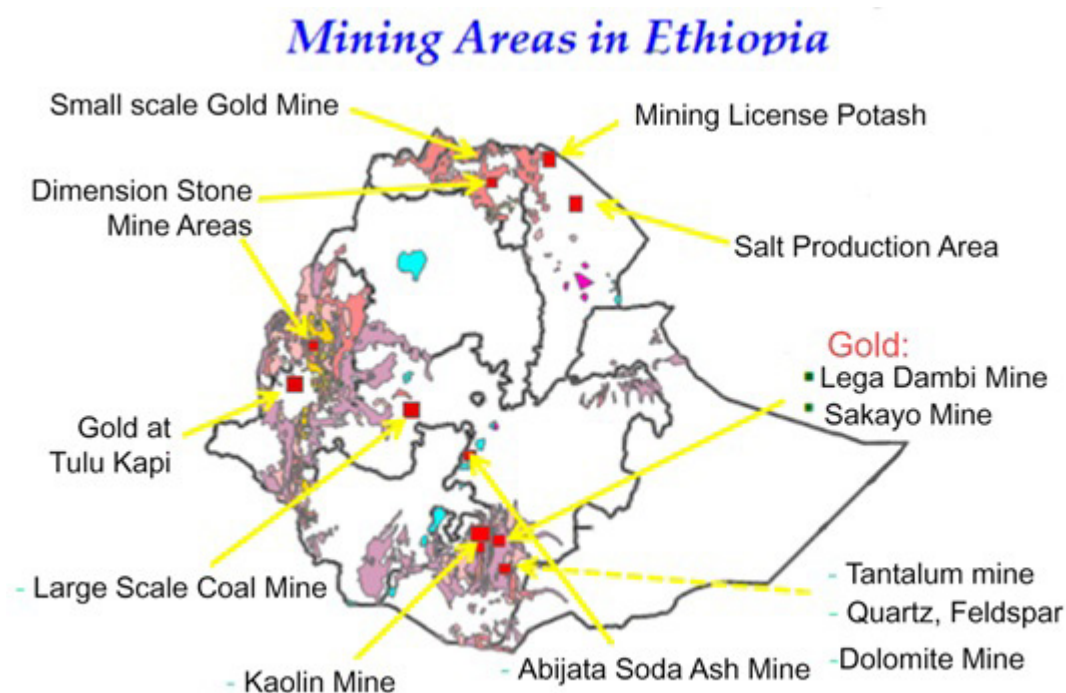 Mining Areas in Ethiopia
Small scale Gold Mine
Mining License Potash
Dimension Stone
Mine Areas
Salt Production Area
Gold:
Lega Dambi Mine
Sakayo Mine
Gold at
Tulu Kapi
- Large Scale Coal Mine
- Tantalum mine
- Quartz, Feldspar
-Dolomite Mine
- Kaolin Mine
- Abijata Soda Ash Mine